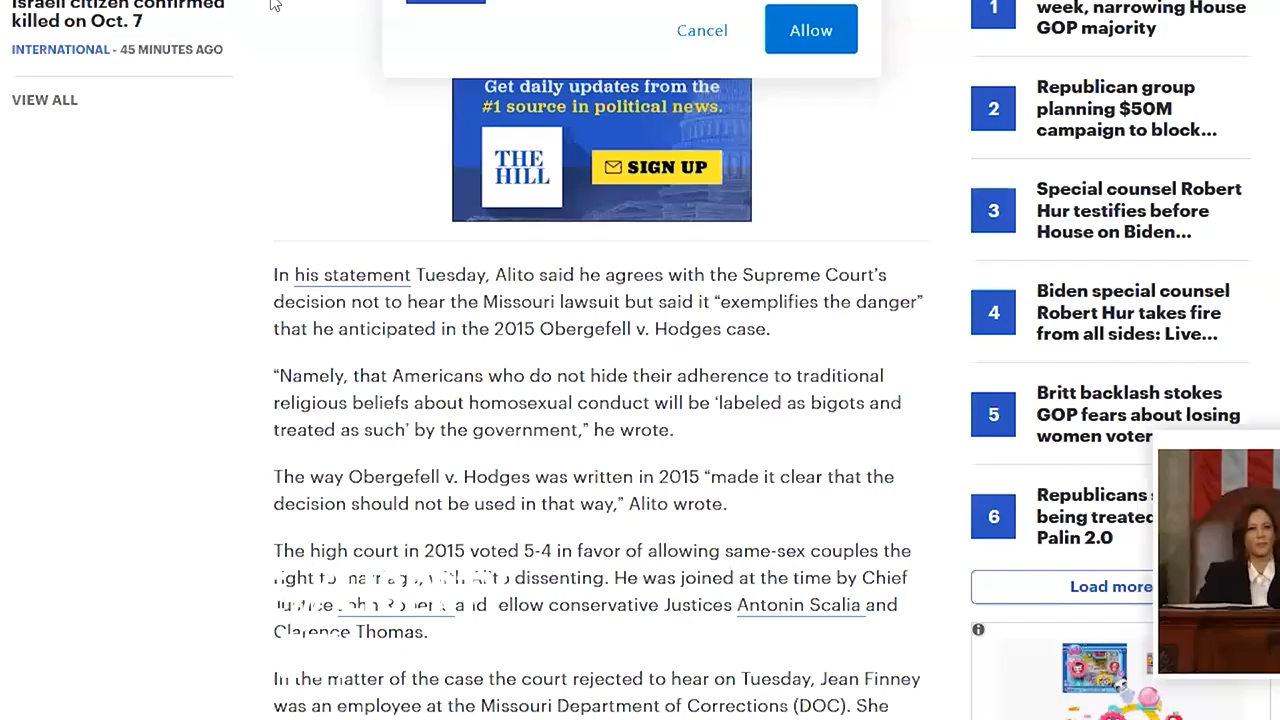 Israeli citizen confirmed
killed on Oct. 7
INTERNATIONAL - 45 MINUTES AGO
VIEW ALL
Cancel
Allow
Get daily updates from the
#1 source in political news.
THE
HILL
SIGN UP
In his statement Tuesday, Alito said he agrees with the Supreme Court's
decision not to hear the Missouri lawsuit but said it “exemplifies the danger”
that he anticipated in the 2015 Obergefell v. Hodges case.
“Namely, that Americans who do not hide their adherence to traditional
religious beliefs about homosexual conduct will be ‘labeled as bigots and
treated as such’ by the government,” he wrote.
The way Obergefell v. Hodges was written in 2015 “made it clear that the
decision should not be used in that way,” Alito wrote.
The high court in 2015 voted 5-4 in favor of allowing same-sex couples the
right to marriage, with Alito dissenting. He was joined at the time by Chief
Justice John Roberts and fellow conservative Justices Antonin Scalia and
Clarence Thomas.
In the matter of the case the court rejected to hear on Tuesday, Jean Finney
was an employee at the Missouri Department of Corrections (DOC). She
1
week, narrowing House
GOP majority
2
Republican group
planning $50M
campaign to block...
3
Special counsel Robert
Hur testifies before
House on Biden...
4
Biden special counsel
Robert Hur takes fire
from all sides: Live...
5
Britt backlash stokes
GOP fears about losing
women voter
6
Republicans
being treated
Palin 2.0
Load more